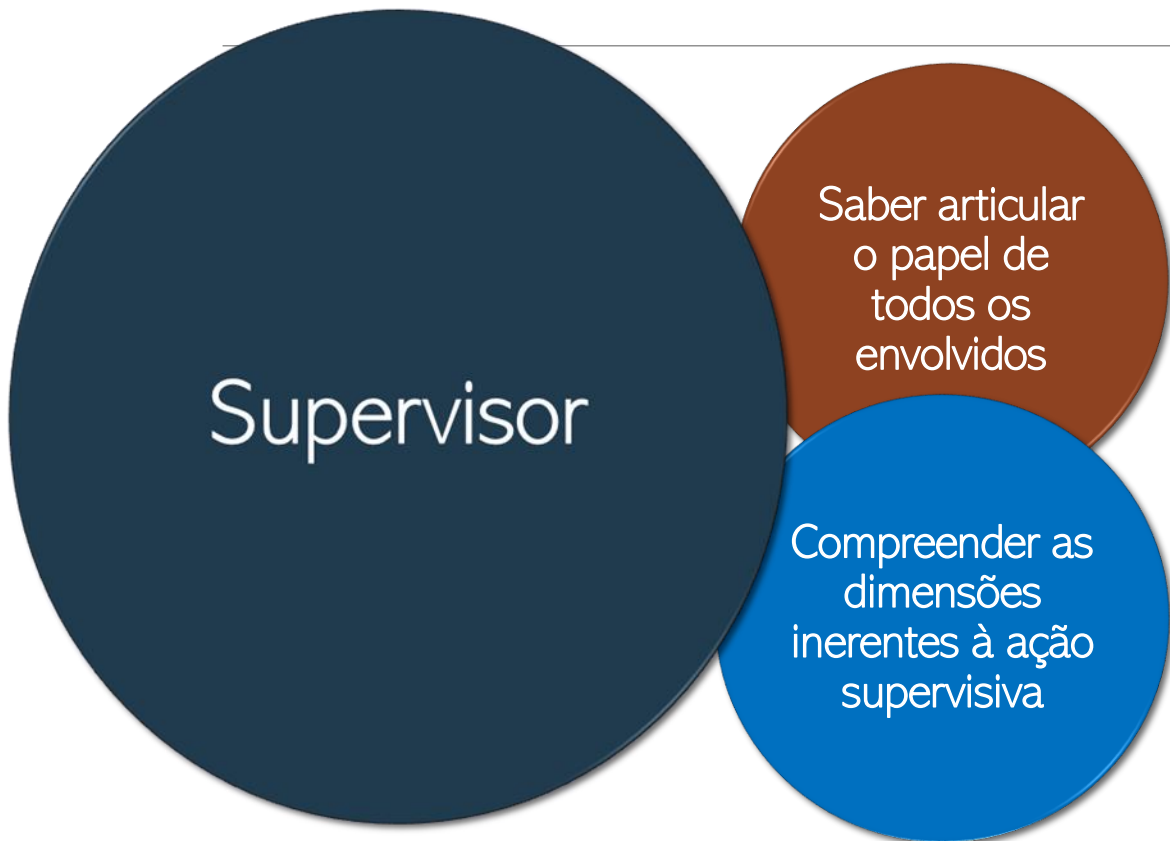 Supervisor
Saber articular
o papel de
todos os
envolvidos
Compreender as
dimensões
inerentes à ação
supervisiva